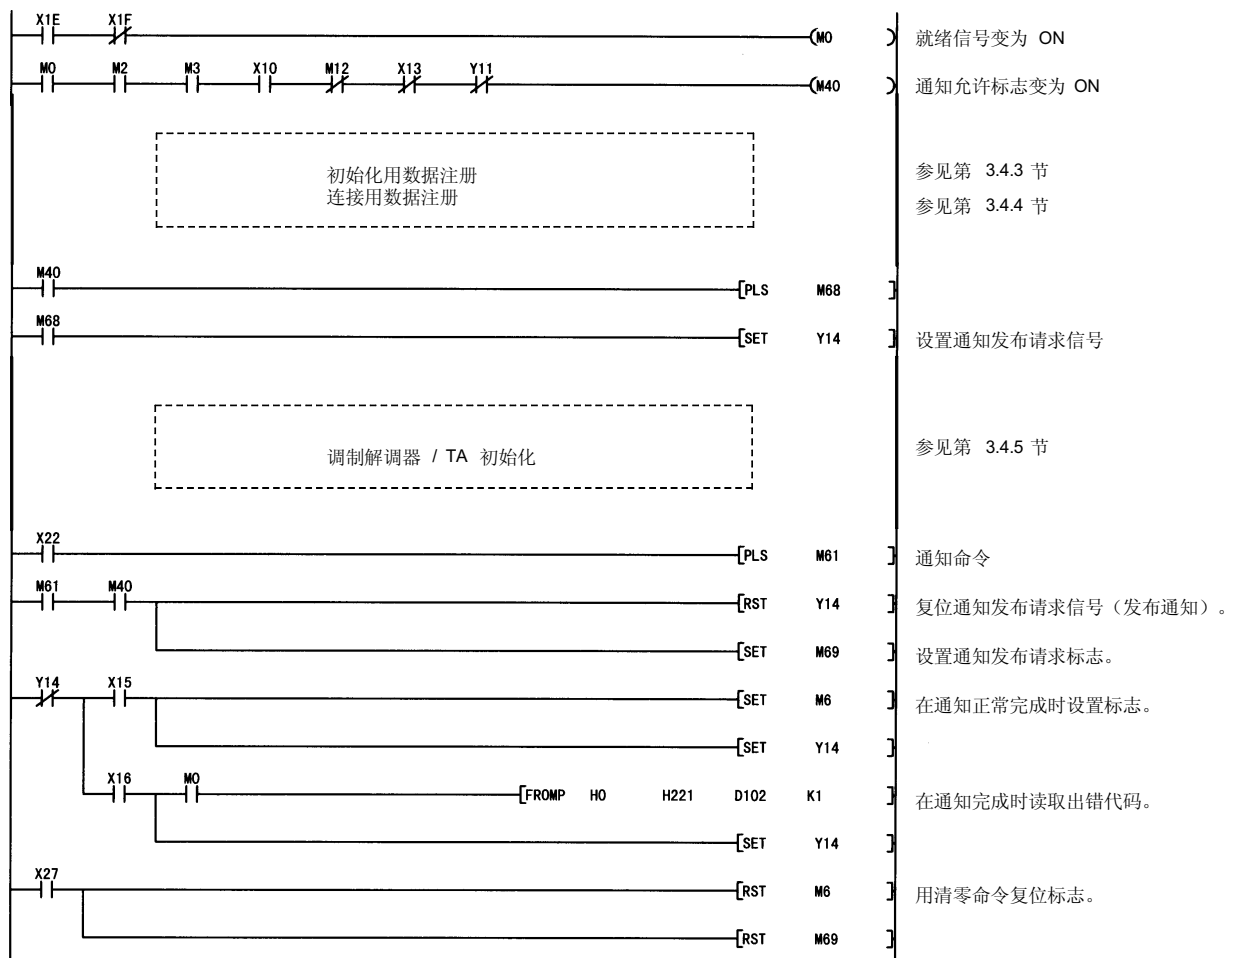 X1E X1F
(M0 ) 就绪信号变为 ON
M0 M2 M3 X10 M12 X13 Y11
(M40 ) 通知允许标志变为 ON
初始化用数据注册
连接用数据注册
参见第 3.4.3 节
参见第 3.4.4 节
M40
[PLS M68 ]
M68
[SET Y14 ] 设置通知发布请求信号
调制解调器 / TA 初始化
参见第 3.4.5 节
X22
[PLS M61 ] 通知命令
M61 M40
[RST Y14 ] 复位通知发布请求信号（发布通知）。
[SET M69 ] 设置通知发布请求标志。
Y14 X15
[SET M6 ] 在通知正常完成时设置标志。
[SET Y14 ]
X16 M0
[FROMP H0 H221 D102 K1 ] 在通知完成时读取出错代码。
[SET Y14 ]
X27
[RST M6 ] 用清零命令复位标志。
[RST M69 ]